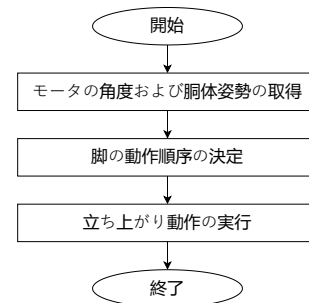 開始
モータの角度および胴体姿勢の取得
脚の動作順序の決定
立ち上がり動作の実行
終了